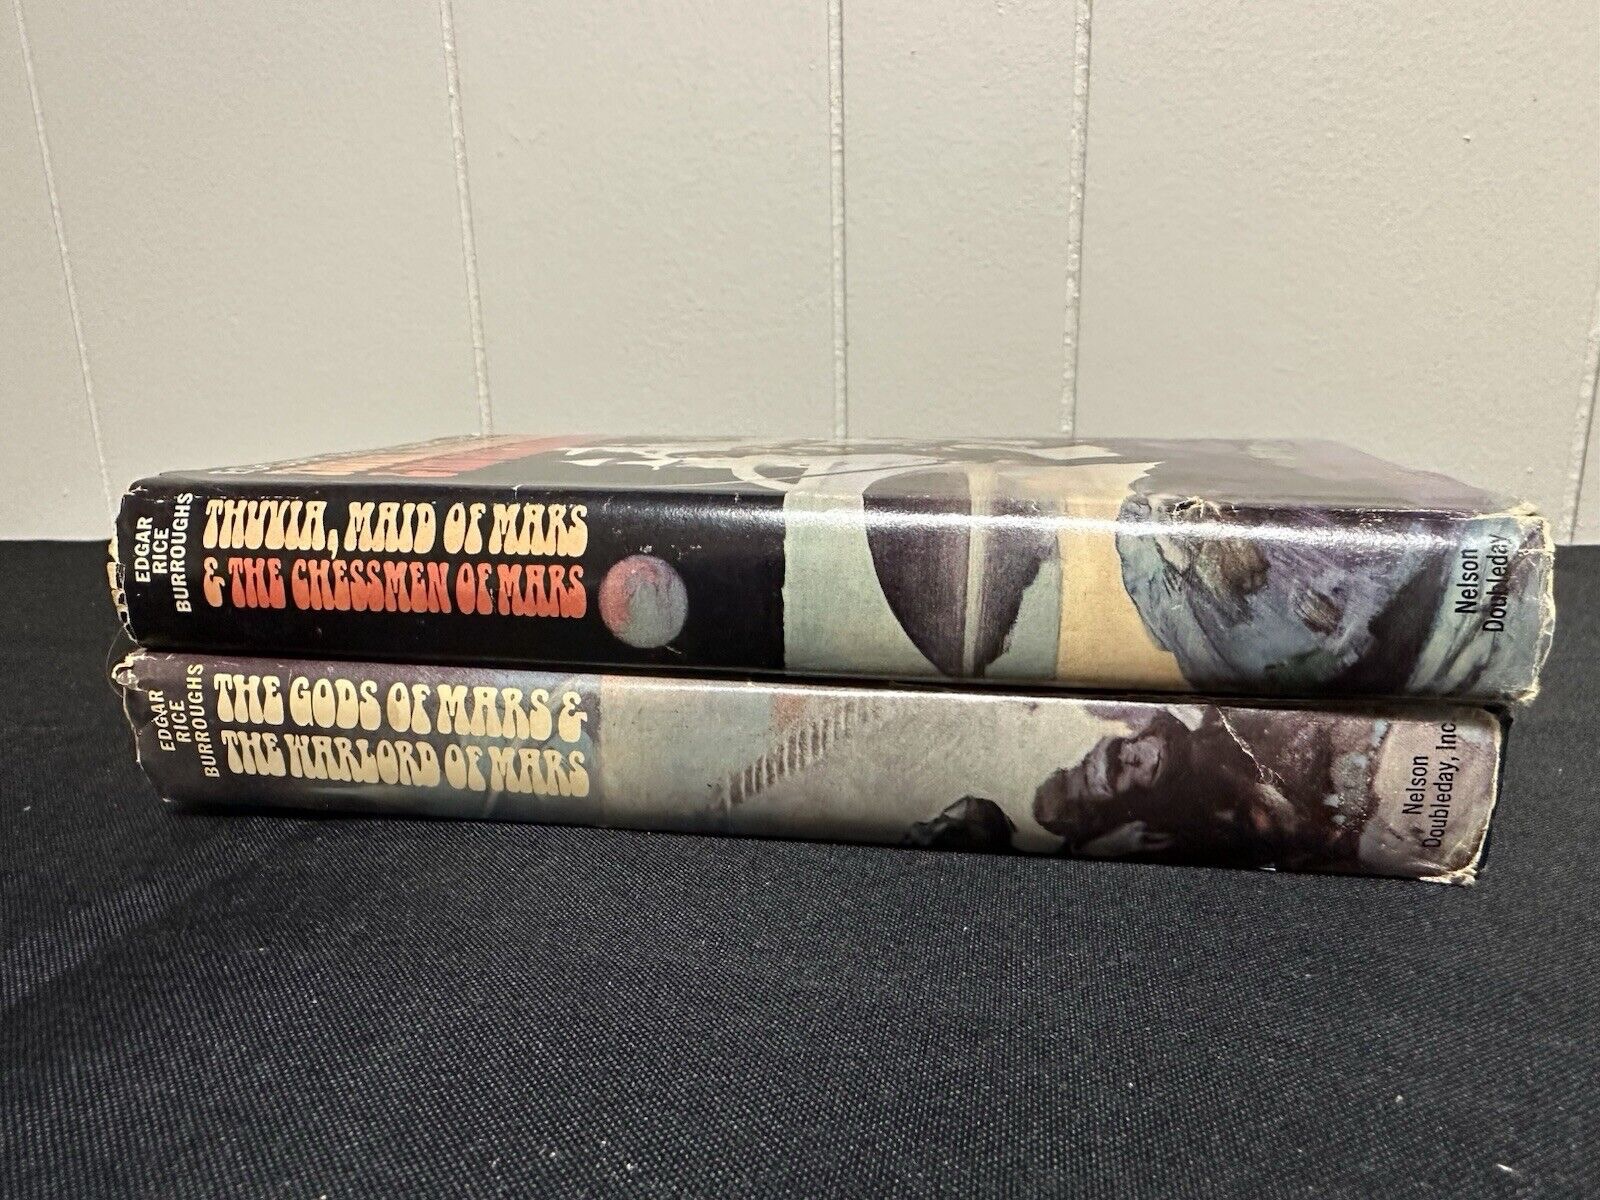 EDGAR
RICE
BURROUGHS
THUVIA, MAID OF MARS
& THE CHESSMEN OF MARS
Nelson
Doubleday
EDGAR
RICE
BURROUGHS
THE GODS OF MARS &
THE WARLORD OF MARS
Nelson
Doubleday, Inc